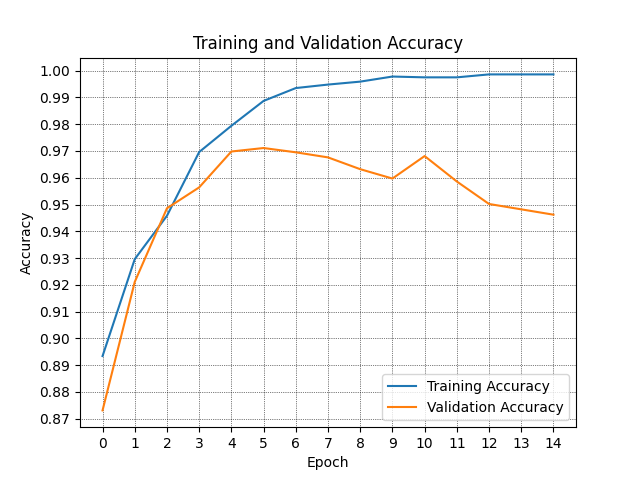 Training and Validation Accuracy
Accuracy
1.00
0.99
0.98
0.97
0.96
0.95
0.94
0.93
0.92
0.91
0.90
0.89
0.88
0.87
Training Accuracy
Validation Accuracy
0 1 2 3 4 5 6 7 8 9 10 11 12 13 14
Epoch